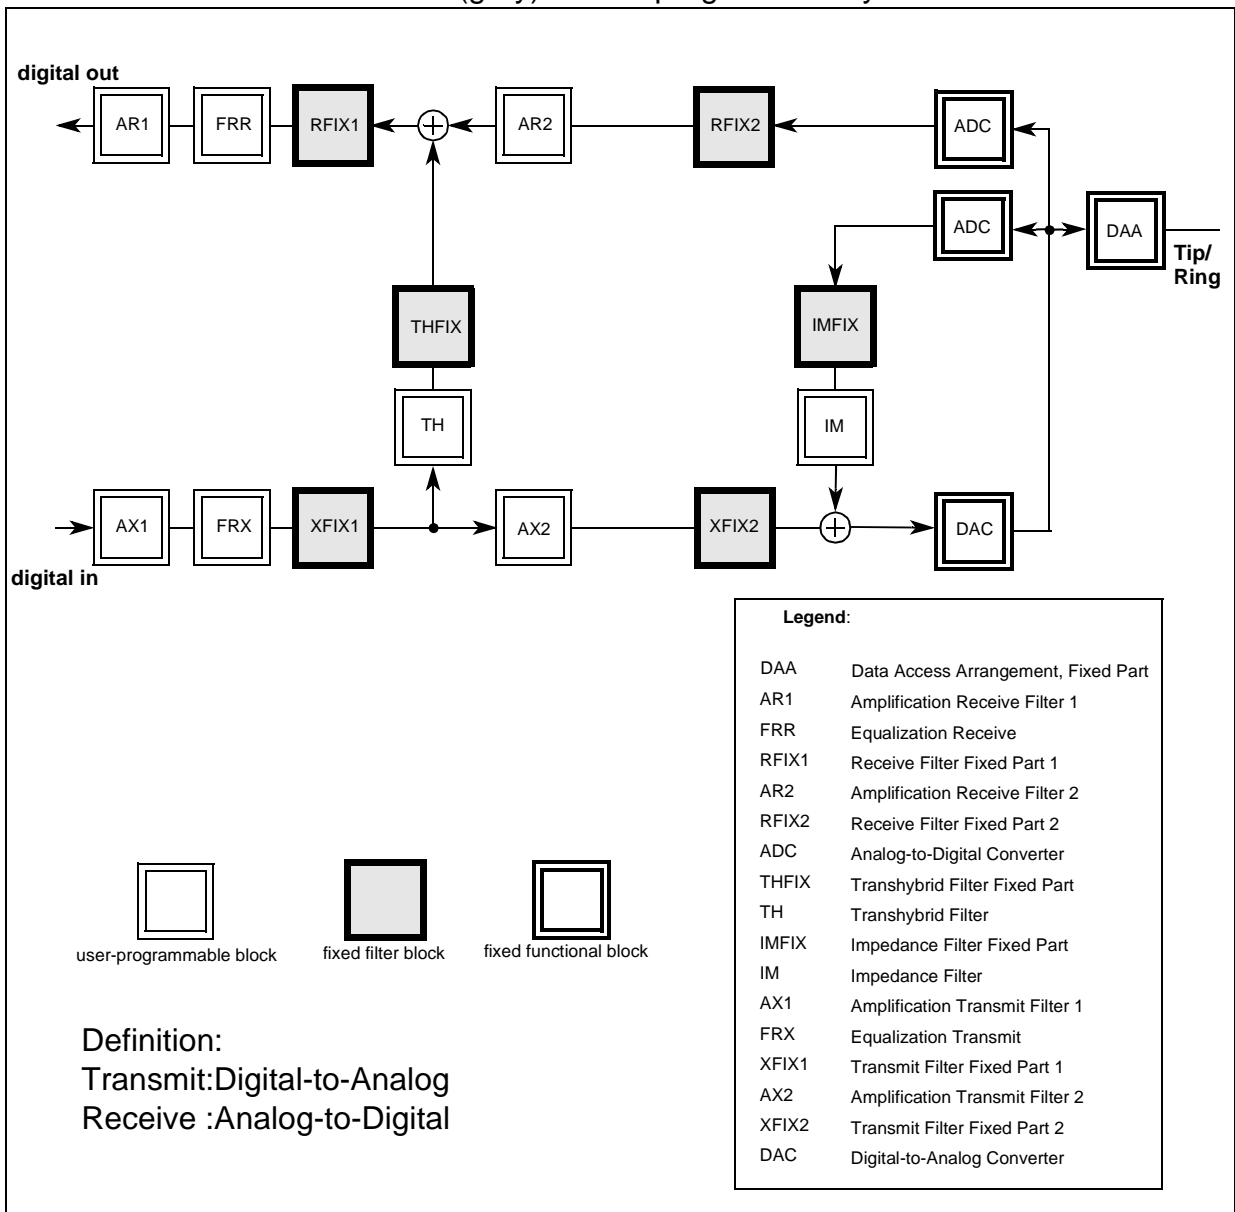 digital out
AR1
FRR
RFIX1
AR2
RFIX2
ADC
ADC
DAA
Tip/
Ring
THFIX
IMFIX
TH
IM
AX1
FRX
XFIX1
AX2
XFIX2
DAC
digital in
Legend:
DAA Data Access Arrangement, Fixed Part
AR1 Amplification Receive Filter 1
FRR Equalization Receive
RFIX1 Receive Filter Fixed Part 1
AR2 Amplification Receive Filter 2
RFIX2 Receive Filter Fixed Part 2
ADC Analog-to-Digital Converter
THFIX Transhybrid Filter Fixed Part
TH Transhybrid Filter
IMFIX Impedance Filter Fixed Part
IM Impedance Filter
AX1 Amplification Transmit Filter 1
FRX Equalization Transmit
XFIX1 Transmit Filter Fixed Part 1
AX2 Amplification Transmit Filter 2
XFIX2 Transmit Filter Fixed Part 2
DAC Digital-to-Analog Converter
user-programmable block
fixed filter block
fixed functional block
Definition:
Transmit:Digital-to-Analog
Receive :Analog-to-Digital